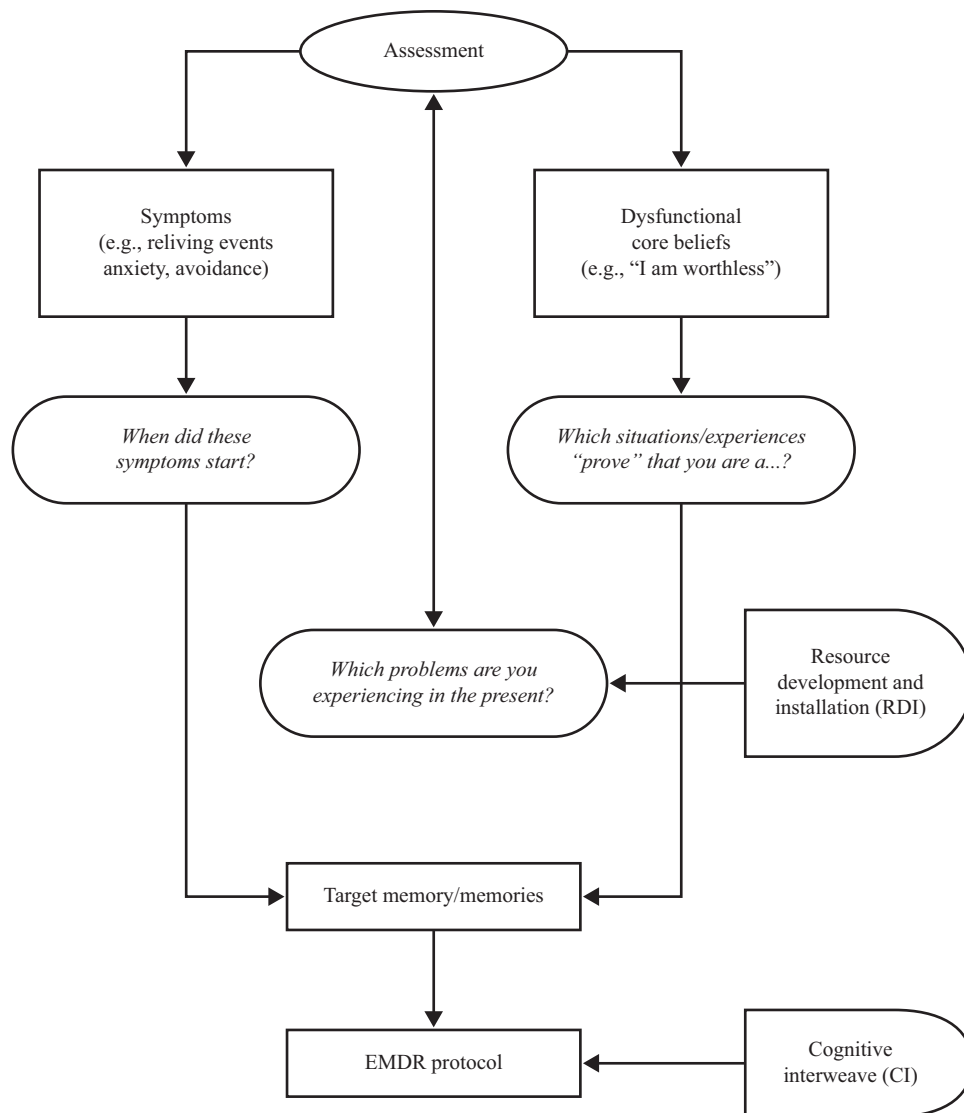 Assessment
Symptoms
(e.g., reliving events
anxiety, avoidance)
Dysfunctional
core beliefs
(e.g., “I am worthless”)
When did these
symptoms start?
Which situations/experiences
“prove” that you are a...?
Which problems are you
experiencing in the present?
Resource
development and
installation (RDI)
Target memory/memories
EMDR protocol
Cognitive
interweave (CI)